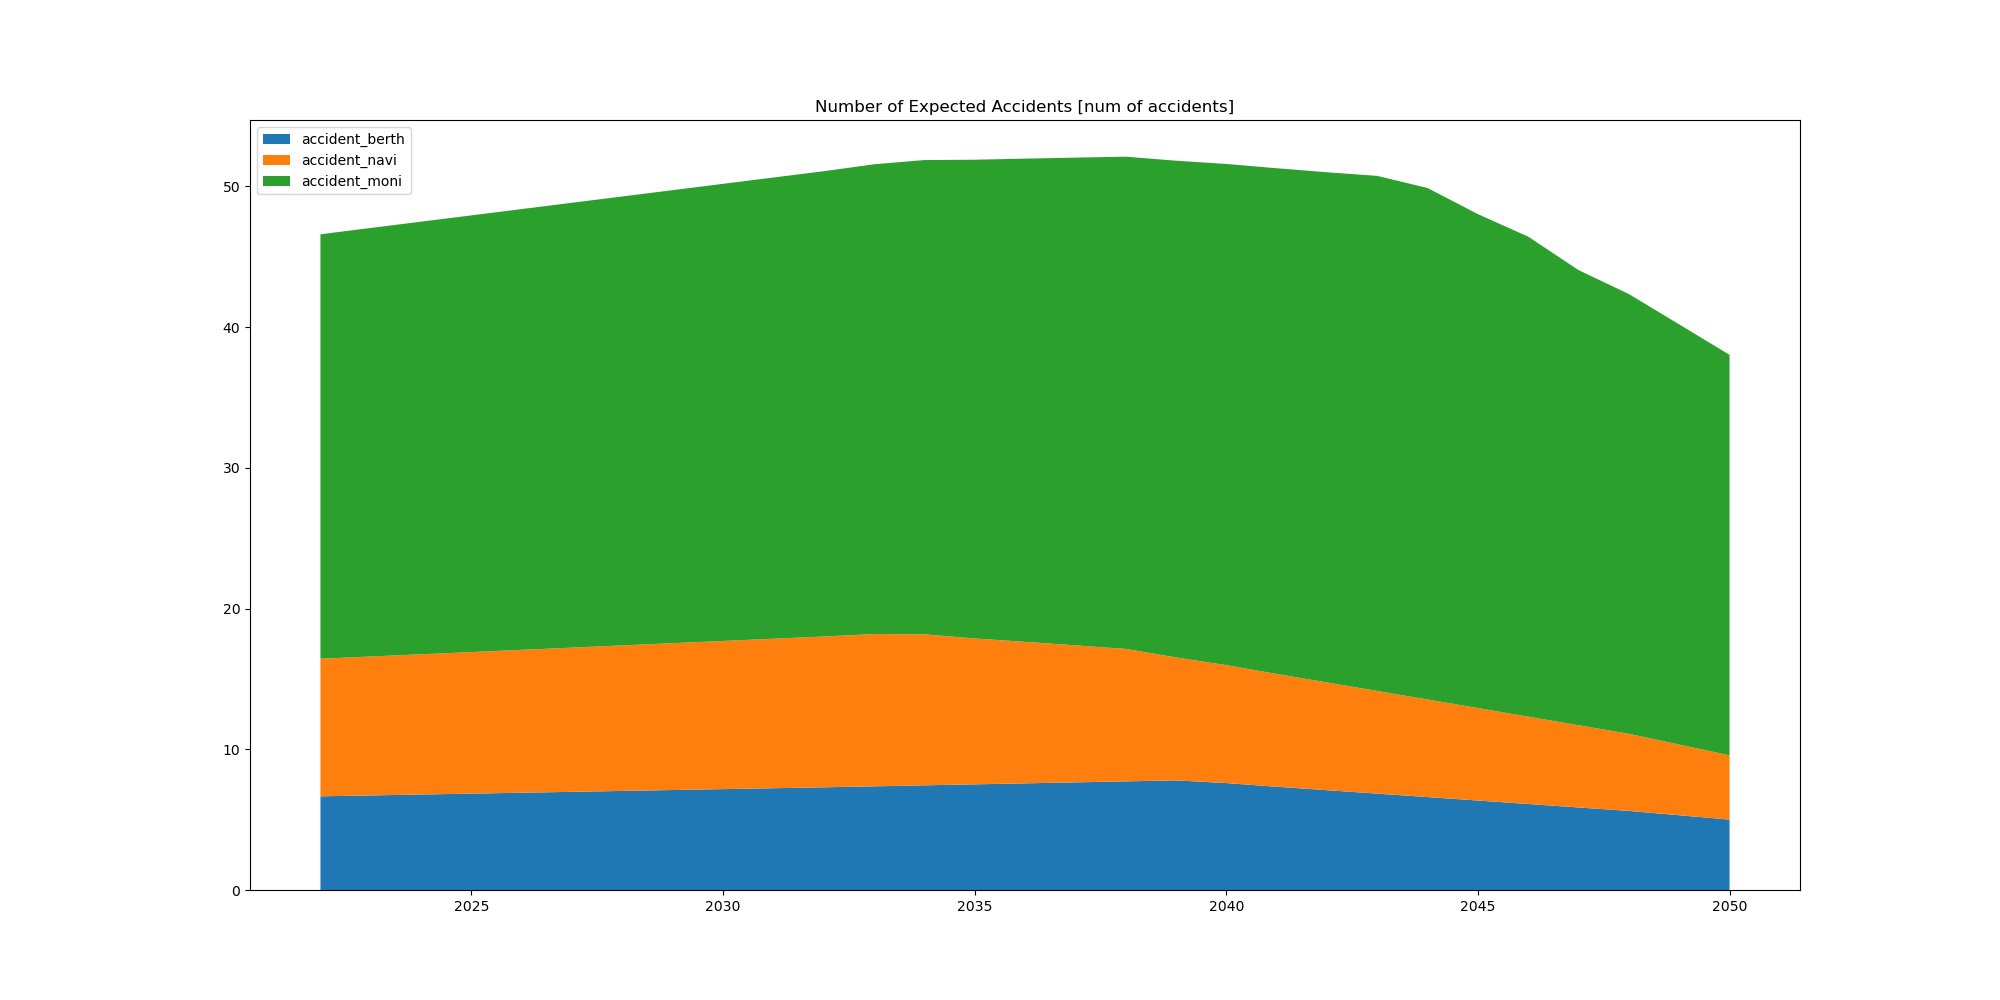 Number of Expected Accidents [num of accidents]
accident_berth
accident_navi
accident_moni
50
40
30
20
10
0
2025 2030 2035 2040 2045 2050